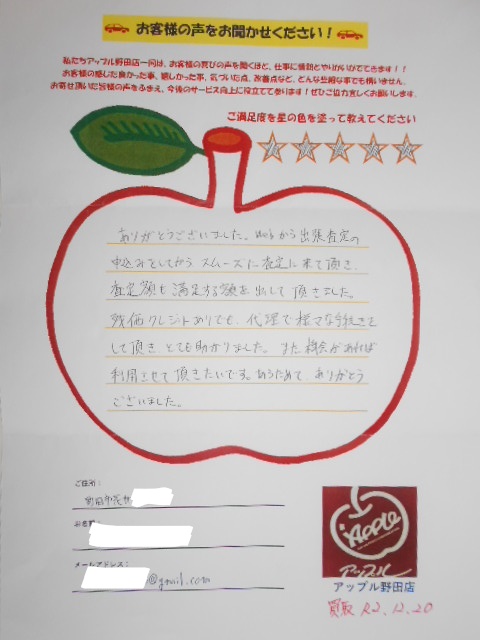 お客様の声をお聞かせください！
私たちアップル野田店一同は、お客様の喜びの声を聞くほど、仕事に情熱とやりがいがでてきます！！
お客様の感じた良かった事、嬉しかった事、気づいた点、改善点など、どんな些細な事でも構いません。
お寄せ頂いた皆様の声をふまえ、今後のサービス向上に役立てて参ります！ぜひご協力宜しくお願いします。
ご満足度を星の色を塗って教えてください
ありがとうございました。Webから出張査定の
申込みをしてから スムーズに査定に来て頂き、
査定額も満足する額を出して頂きました。
残価クレジットありでも、代理で様々な手続きを
して頂き、とても助かりました。また機会があれば
利用させて頂きたいです。あらためて、ありがとう
ございました。
ご住所：
野田市花井
お名前：
メールアドレス：
@gmail.com
Apple
アップル
アップル野田店
買取 R2.12.20